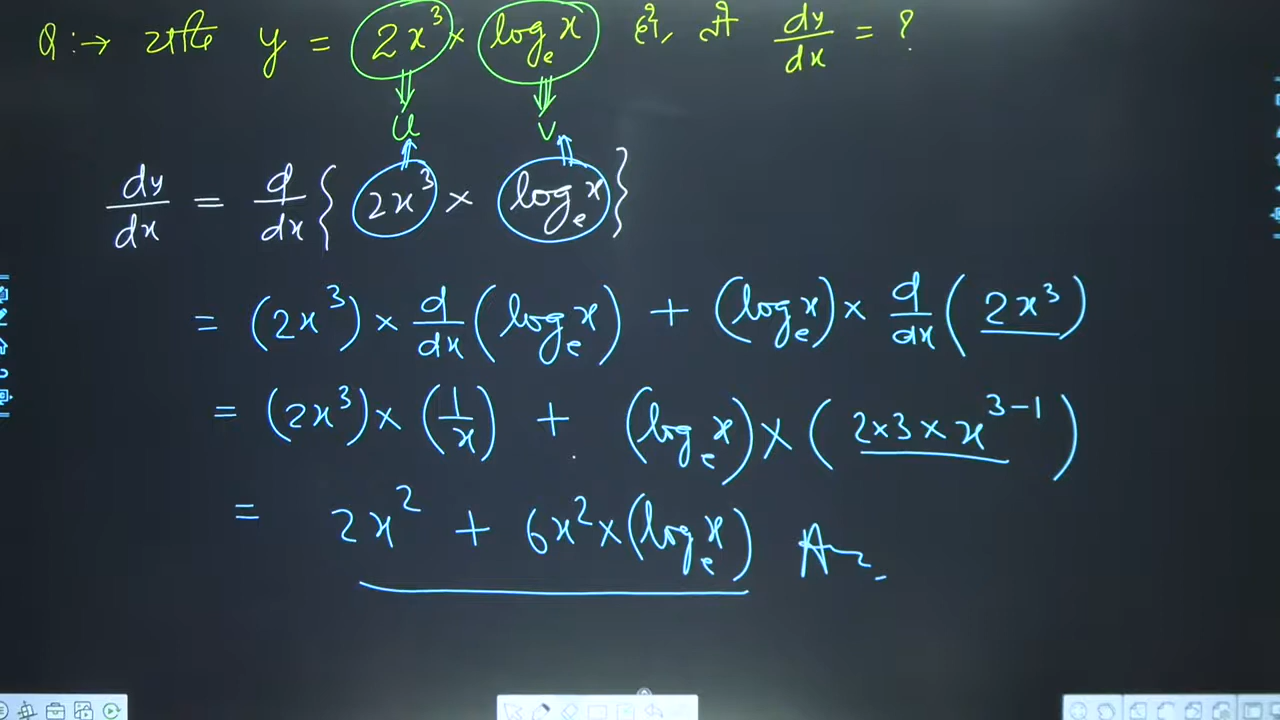 Q:→ यदि y = 2x³ × logₑx है, तो dy/dx = ?
u v
dy/dx = d/dx { 2x³ × logₑx }
= (2x³) × d/dx (logₑx) + (logₑx) × d/dx (2x³)
= (2x³) × (1/x) + (logₑx) × (2×3×x³⁻¹)
= 2x² + 6x² × (logₑx) Ans.